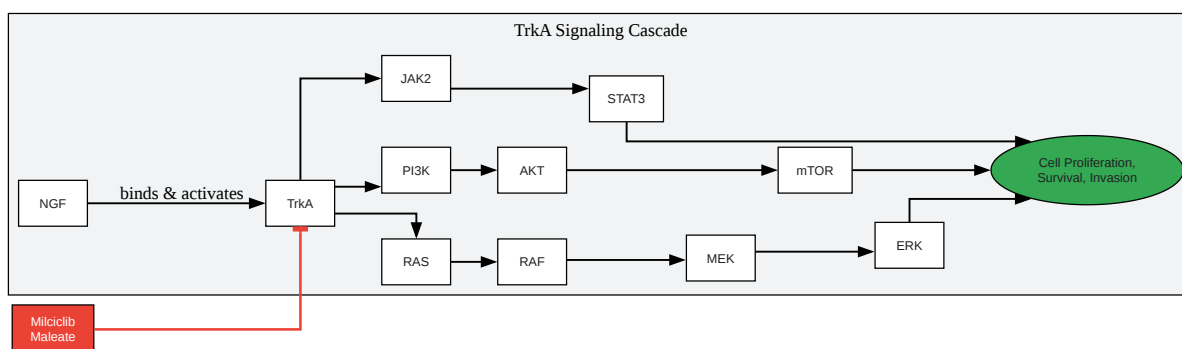 TrkA Signaling Cascade
JAK2
STAT3
PI3K
AKT
mTOR
Cell Proliferation,
Survival, Invasion
NGF
binds & activates
TrkA
RAS
RAF
MEK
ERK
Milciclib
Maleate